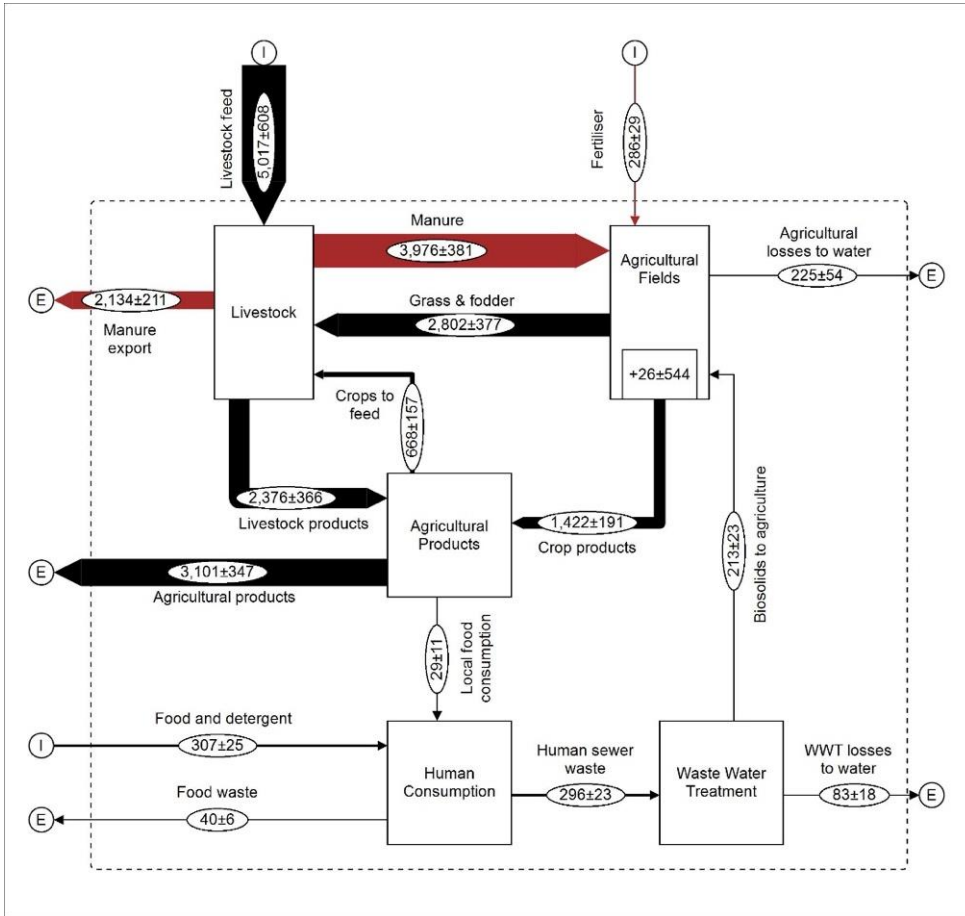 I
I
Livestock feed
5,017±608
Fertiliser
286±29
Manure
3,976±381
Agricultural
losses to water
225±54
E
Agricultural
Fields
Livestock
E
2,134±211
Manure
export
Grass & fodder
2,802±377
+26±544
Crops to
feed
668±157
2,376±366
Livestock products
Agricultural
Products
1,422±191
Crop products
213±23
Biosolids to agriculture
E
3,101±347
Agricultural products
29±11
Local food
consumption
Food and detergent
I
307±25
Food waste
E
40±6
Human
Consumption
Human sewer
waste
296±23
Waste Water
Treatment
WWT losses
to water
83±18
E